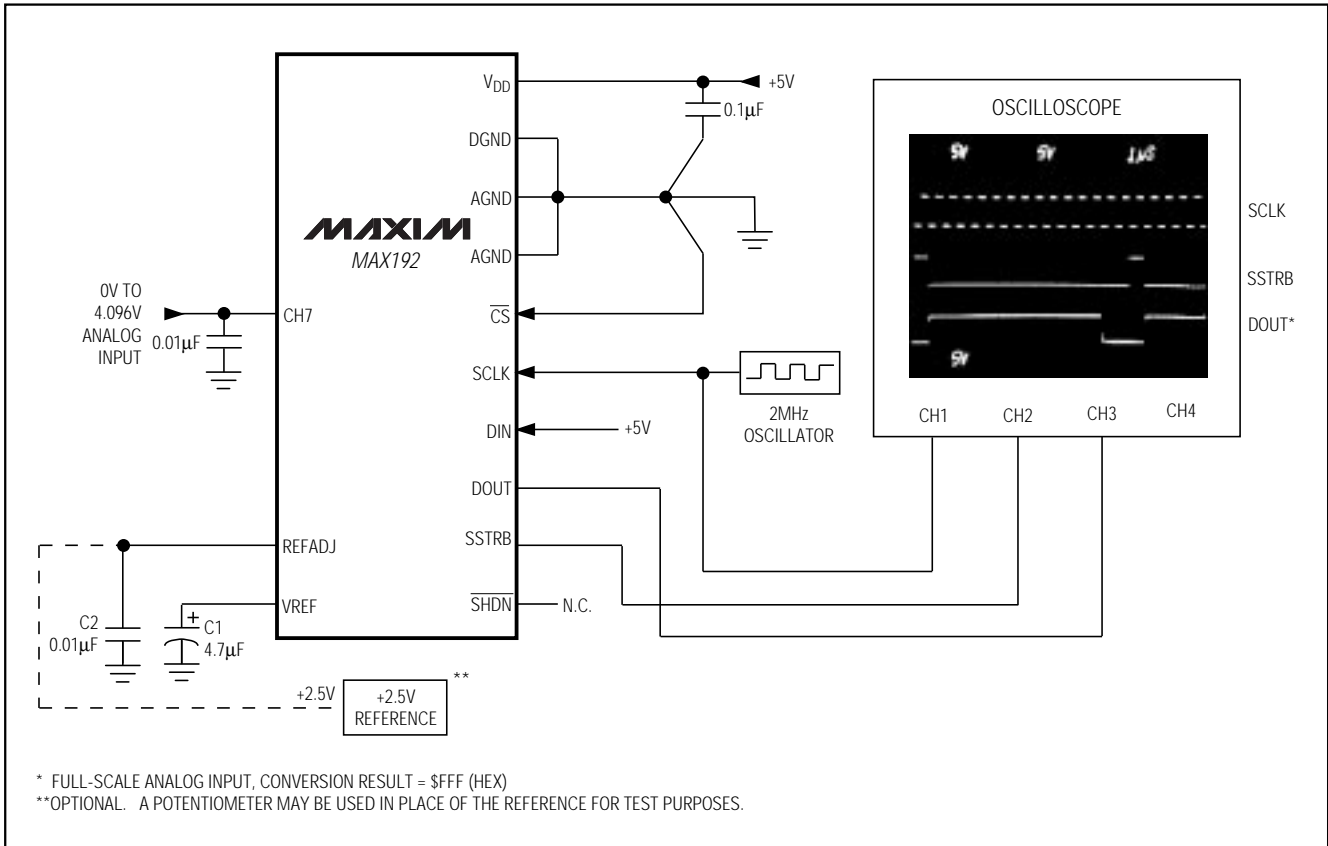 V_DD
+5V
0.1µF
DGND
AGND
AGND
MAXIM
MAX192
CS
0V TO
4.096V
ANALOG
INPUT
0.01µF
CH7
SCLK
2MHz
OSCILLATOR
DIN
+5V
DOUT
SSTRB
SHDN
N.C.
REFADJ
VREF
C2
0.01µF
+
C1
4.7µF
+2.5V
+2.5V
REFERENCE
**
OSCILLOSCOPE
5V
5V
5V
SCLK
SSTRB
DOUT*
CH1
CH2
CH3
CH4
* FULL-SCALE ANALOG INPUT, CONVERSION RESULT = $FFF (HEX)
**OPTIONAL. A POTENTIOMETER MAY BE USED IN PLACE OF THE REFERENCE FOR TEST PURPOSES.